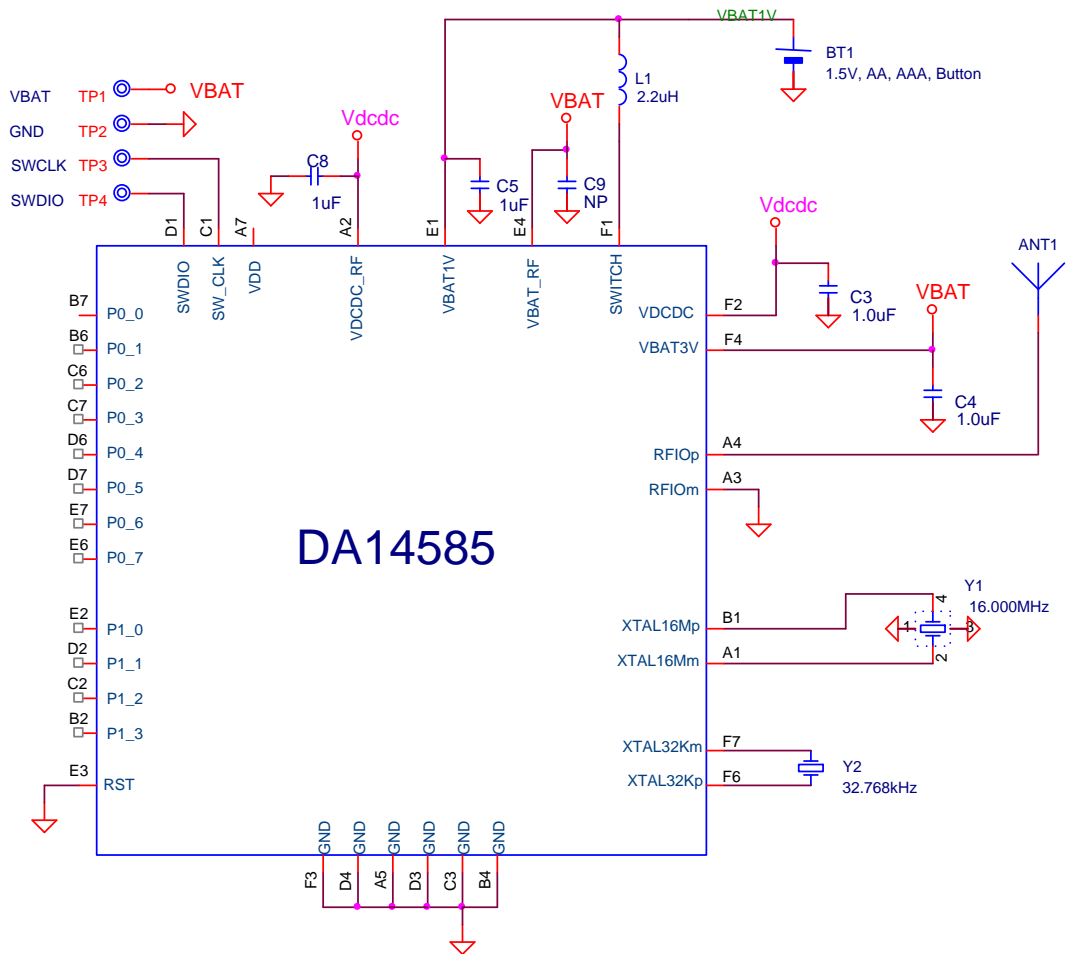 VBAT1V
BT1
1.5V, AA, AAA, Button
L1
2.2uH
VBAT TP1 VBAT
GND TP2
SWCLK TP3
SWDIO TP4
Vdcdc
C8
1uF
VBAT
C5
1uF
C9
NP
D1 C1 A7 A2 E1 E4 F1
SWDIO SW_CLK VDD VDCDC_RF VBAT1V VBAT_RF SWITCH
Vdcdc
C3
1.0uF
VBAT
C4
1.0uF
ANT1
B7 P0_0
B6 P0_1
C6 P0_2
C7 P0_3
D6 P0_4
D7 P0_5
E7 P0_6
E6 P0_7
E2 P1_0
D2 P1_1
C2 P1_2
B2 P1_3
E3 RST
DA14585
VDCDC F2
VBAT3V F4
RFIOp A4
RFIOm A3
XTAL16Mp B1
XTAL16Mm A1
XTAL32Km F7
XTAL32Kp F6
Y1
16.000MHz
4
1 3
2
Y2
32.768kHz
GND GND GND GND GND GND
F3 D4 A5 D3 C3 B4